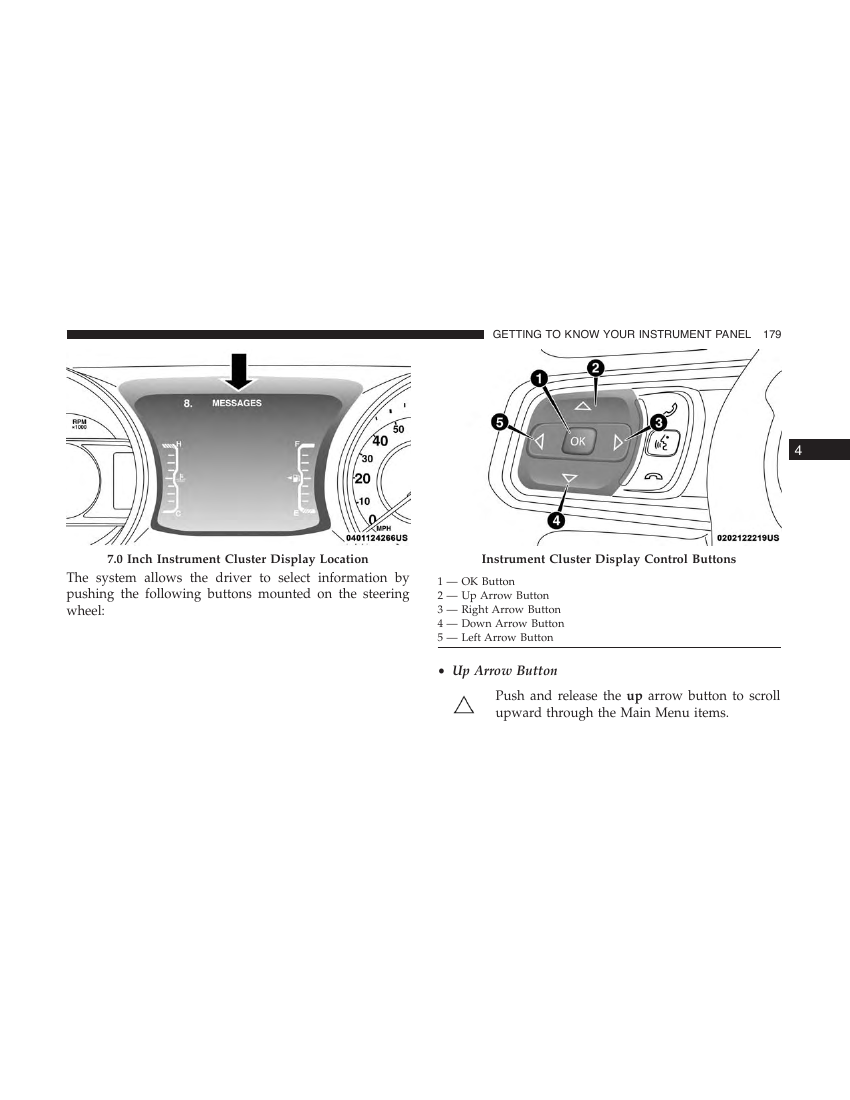 GETTING TO KNOW YOUR INSTRUMENT PANEL 179
8. MESSAGES
RPM
×1000
H
F
C
E
50
40
30
20
10
0
MPH
0401124266US
7.0 Inch Instrument Cluster Display Location
The system allows the driver to select information by
pushing the following buttons mounted on the steering
wheel:
1
2
3
4
5
OK
0202122219US
Instrument Cluster Display Control Buttons
1 — OK Button
2 — Up Arrow Button
3 — Right Arrow Button
4 — Down Arrow Button
5 — Left Arrow Button
• Up Arrow Button
Push and release the up arrow button to scroll
upward through the Main Menu items.
4